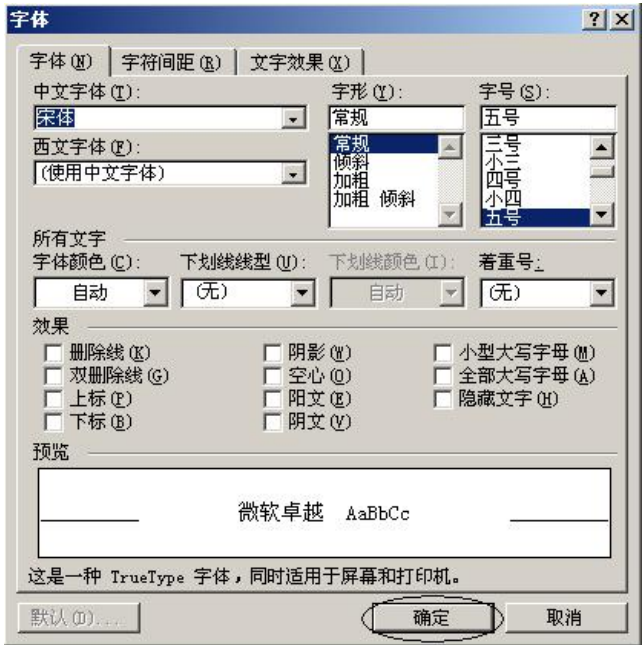 字体
字体(N) 字符间距(R) 文字效果(X)
中文字体(T): 字形(Y): 字号(S):
宋体 常规 五号
西文字体(F): 常规 三号
(使用中文字体) 倾斜 小三
加粗 四号
加粗 倾斜 小四
五号
所有文字
字体颜色(C): 下划线线型(U): 下划线颜色(I): 着重号:
自动 (无) 自动 (无)
效果
删除线(K) 阴影(W) 小型大写字母(M)
双删除线(G) 空心(O) 全部大写字母(A)
上标(P) 阳文(E) 隐藏文字(H)
下标(B) 阴文(V)
预览
微软卓越 AaBbCc
这是一种 TrueType 字体，同时适用于屏幕和打印机。
默认(D)... 确定 取消